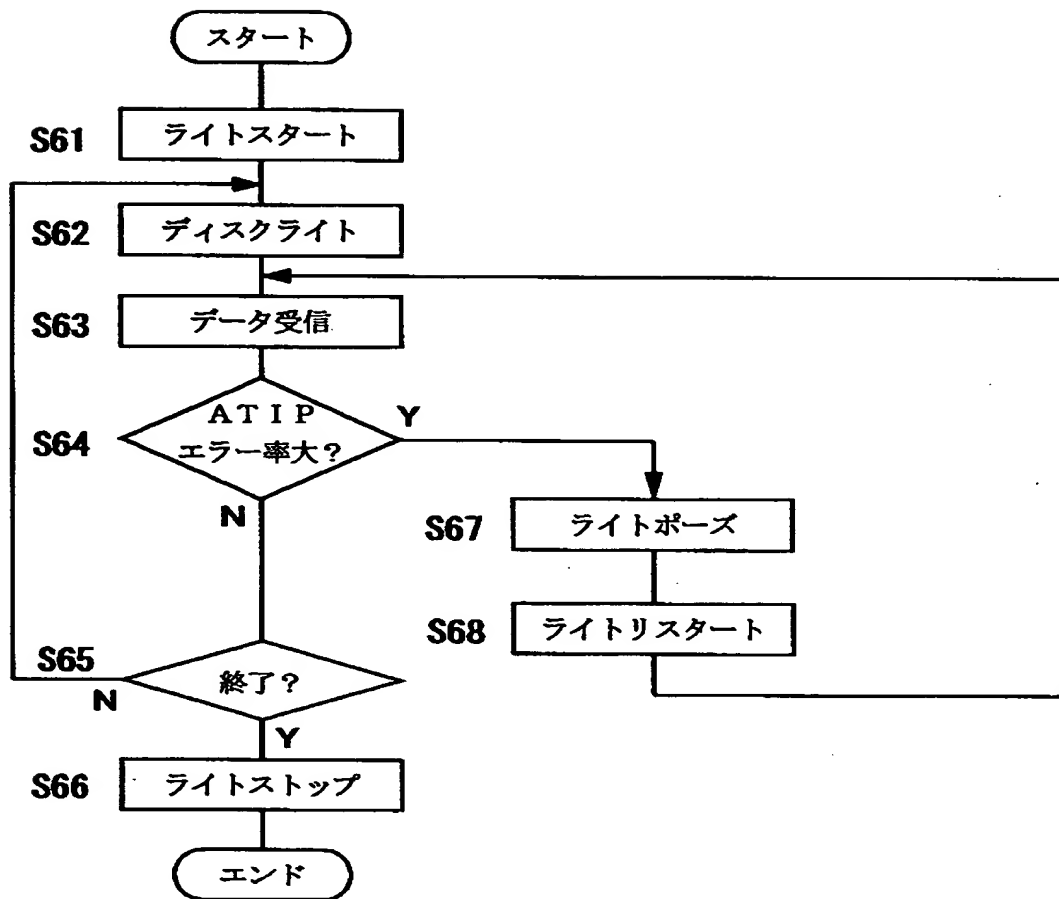 スタート
S61
ライトスタート
S62
ディスクライト
S63
データ受信
S64
ＡＴＩＰ
エラー率大？
Y
N
S67
ライトポーズ
S68
ライトリスタート
S65
終了？
N
Y
S66
ライトストップ
エンド